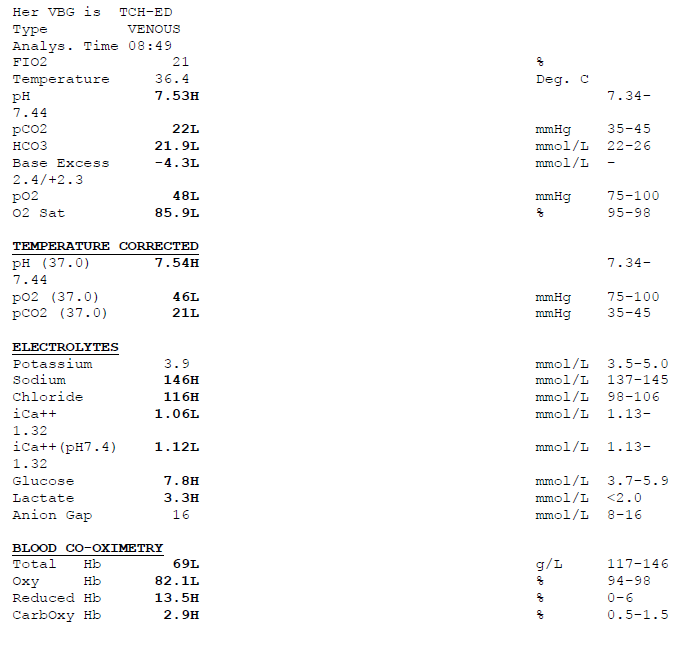 Her VBG is TCH-ED
Type VENOUS
Analys. Time 08:49
FIO2 21 %
Temperature 36.4 Deg. C
pH 7.53H 7.34-
7.44
pCO2 22L mmHg 35-45
HCO3 21.9L mmol/L 22-26
Base Excess -4.3L mmol/L -
2.4/+2.3
pO2 48L mmHg 75-100
O2 Sat 85.9L % 95-98
TEMPERATURE CORRECTED
pH (37.0) 7.54H 7.34-
7.44
pO2 (37.0) 46L mmHg 75-100
pCO2 (37.0) 21L mmHg 35-45
ELECTROLYTES
Potassium 3.9 mmol/L 3.5-5.0
Sodium 146H mmol/L 137-145
Chloride 116H mmol/L 98-106
iCa++ 1.06L mmol/L 1.13-
1.32
iCa++(pH7.4) 1.12L mmol/L 1.13-
1.32
Glucose 7.8H mmol/L 3.7-5.9
Lactate 3.3H mmol/L <2.0
Anion Gap 16 mmol/L 8-16
BLOOD CO-OXIMETRY
Total Hb 69L g/L 117-146
Oxy Hb 82.1L % 94-98
Reduced Hb 13.5H % 0-6
CarbOxy Hb 2.9H % 0.5-1.5